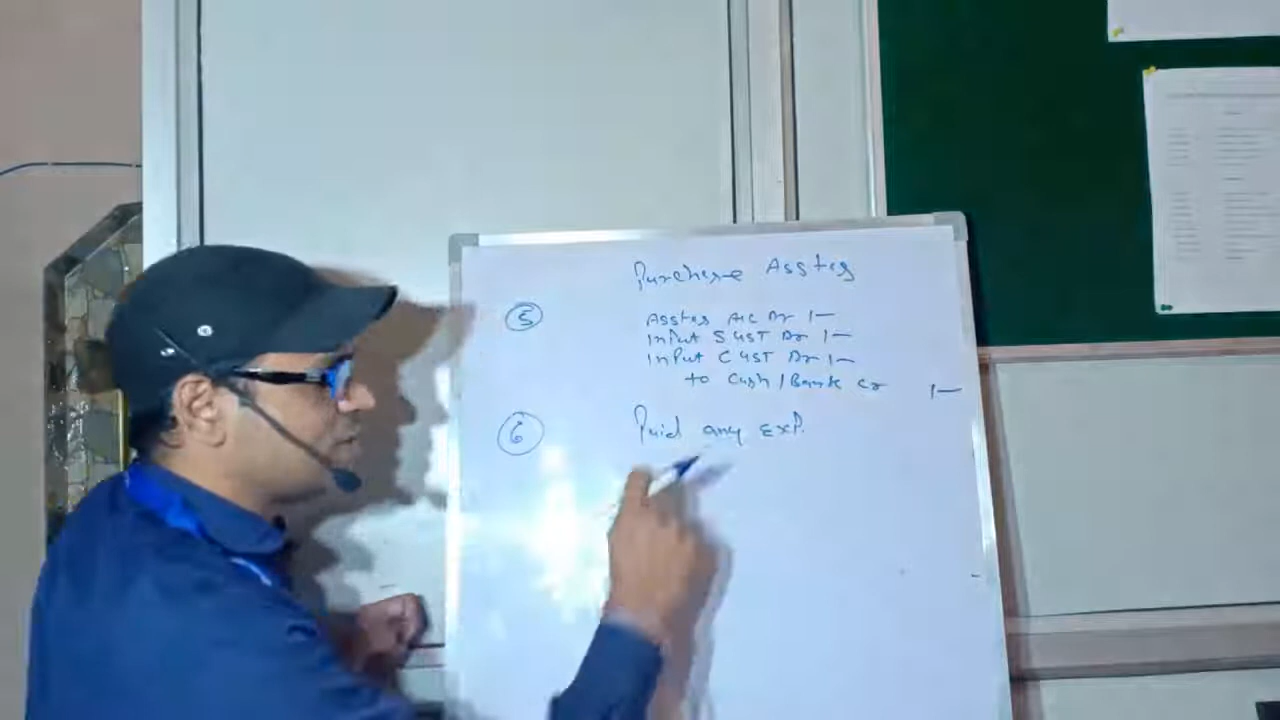 Purchase Asstes
5 Asstes A/C Dr 1—
Input SGST Dr 1—
Input CGST Dr 1—
to Cash/Bank Cr 1—
6 Paid any Exp.